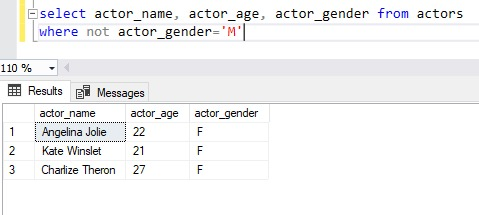 select actor_name, actor_age, actor_gender from actors
where not actor_gender='M'
110 %
Results Messages
actor_name actor_age actor_gender
1 Angelina Jolie 22 F
2 Kate Winslet 21 F
3 Charlize Theron 27 F